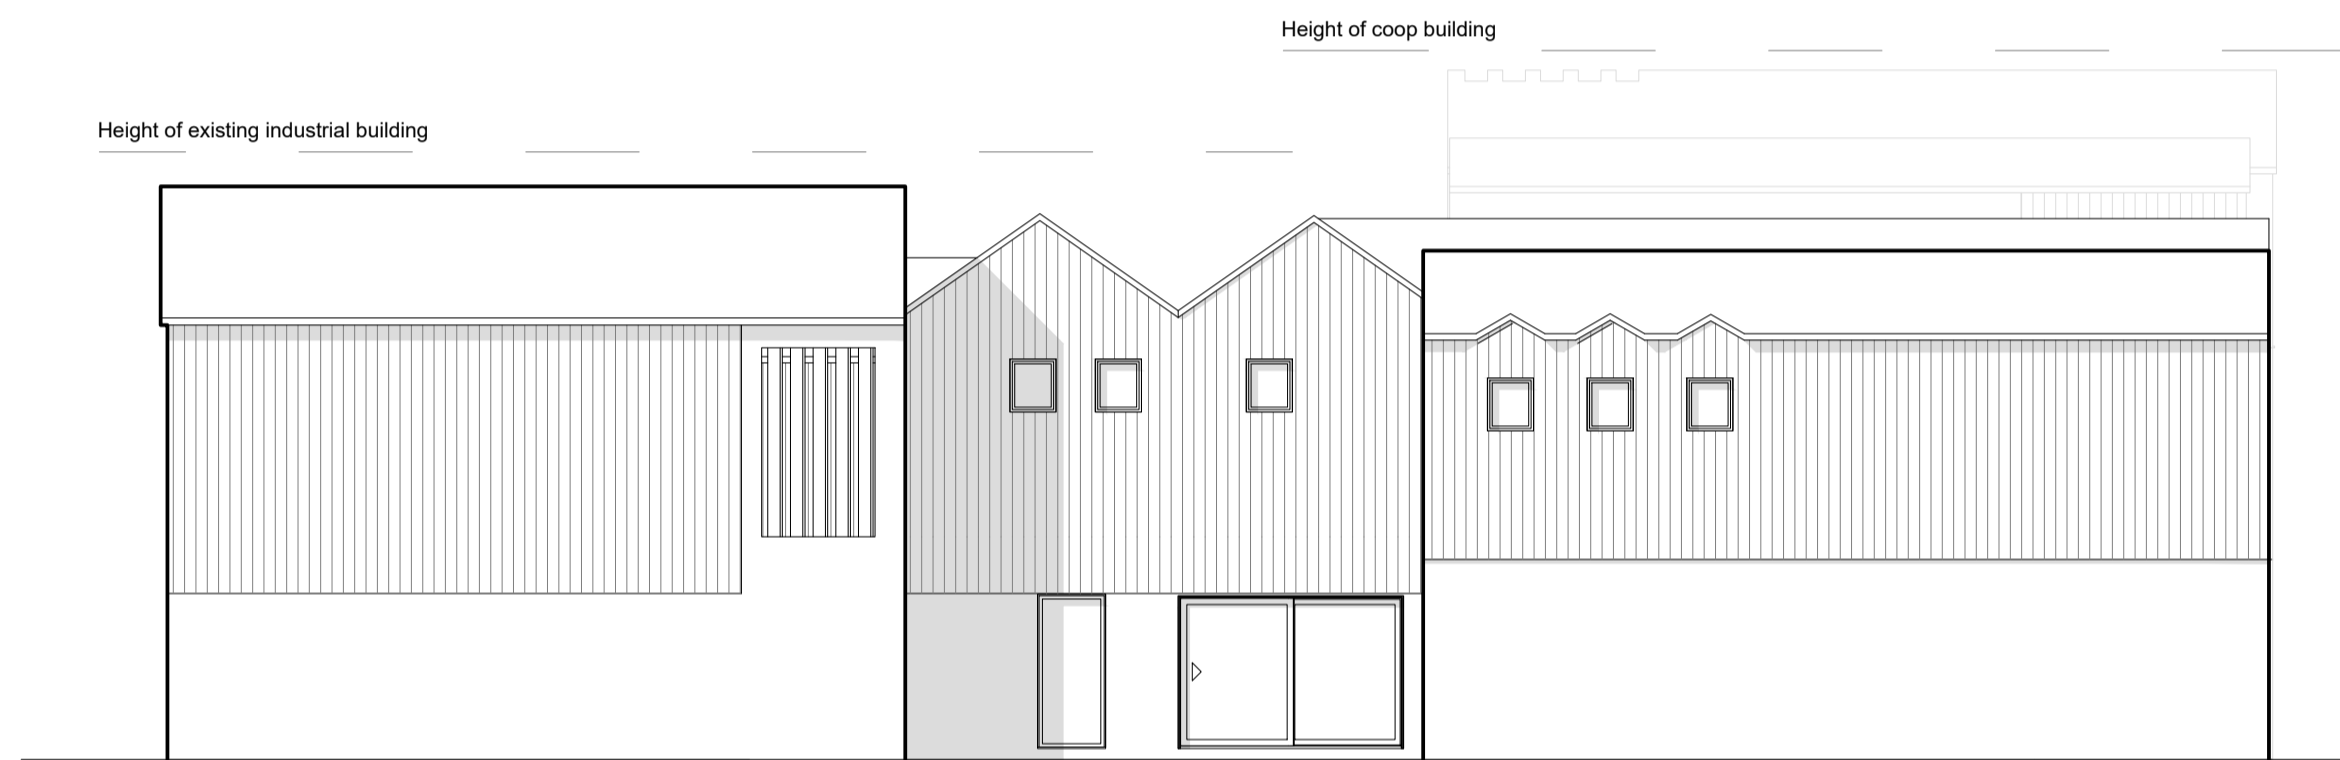 Height of coop building
Height of existing industrial building